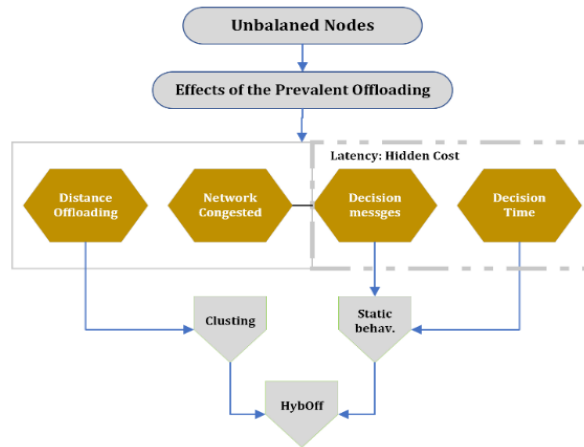 Unbalaned Nodes
Effects of the Prevalent Offloading
Latency: Hidden Cost
Distance
Offloading
Network
Congested
Decision
messges
Decision
Time
Clusting
Static
behav.
HybOff